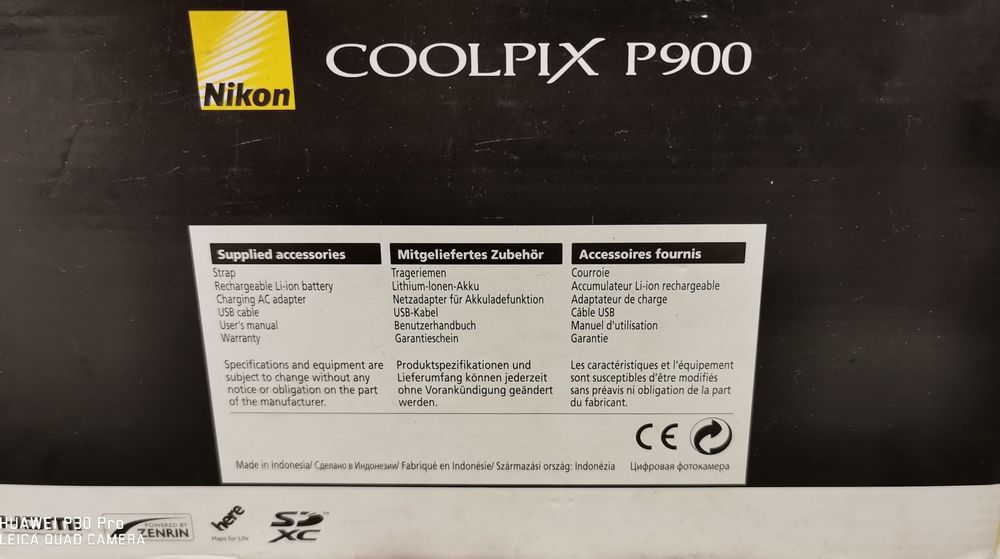 Nikon
COOLPIX P900
Supplied accessories
Strap
Rechargeable Li-ion battery
Charging AC adapter
USB cable
User's manual
Warranty
Specifications and equipment are
subject to change without any
notice or obligation on the part
of the manufacturer.
Mitgeliefertes Zubehör
Trageriemen
Lithium-Ionen-Akku
Netzadapter für Akkuladefunktion
USB-Kabel
Benutzerhandbuch
Garantieschein
Produktspezifikationen und
Lieferumfang können jederzeit
ohne Vorankündigung geändert
werden.
Accessoires fournis
Courroie
Accumulateur Li-ion rechargeable
Adaptateur de charge
Câble USB
Manuel d'utilisation
Garantie
Les caractéristiques et l'équipement
sont susceptibles d'être modifiés
sans préavis ni obligation de la part
du fabricant.
CE
Made in Indonesia/ Сделано в Индонезии/ Fabriqué en Indonésie/ Származási ország: Indonézia
Цифровая фотокамера
HUAWEI P30 Pro
LEICA QUAD CAMERA
POWERED BY
ZENRIN
here
Maps for Life
SD
XC